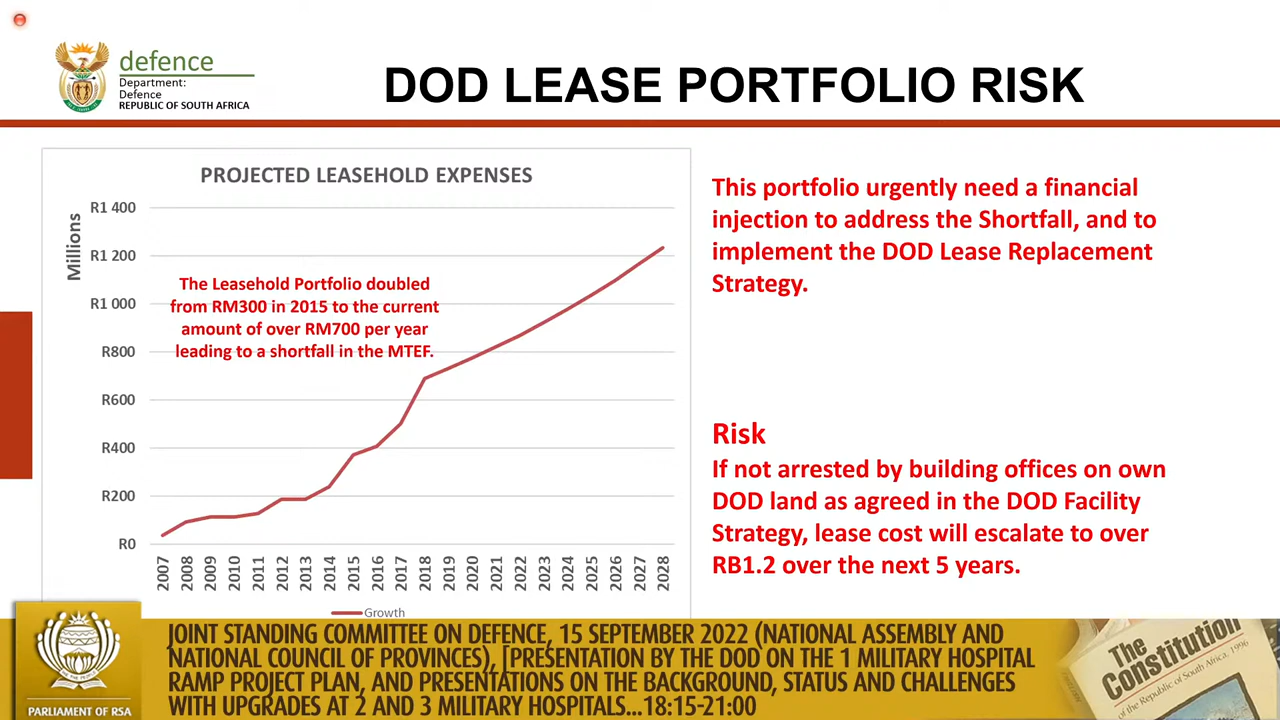 defence
Department:
Defence
REPUBLIC OF SOUTH AFRICA
DOD LEASE PORTFOLIO RISK
PROJECTED LEASEHOLD EXPENSES
Millions
R1 400
R1 200
R1 000
R800
R600
R400
R200
R0
The Leasehold Portfolio doubled
from RM300 in 2015 to the current
amount of over RM700 per year
leading to a shortfall in the MTEF.
2007 2008 2009 2010 2011 2012 2013 2014 2015 2016 2017 2018 2019 2020 2021 2022 2023 2024 2025 2026 2027 2028
Growth
This portfolio urgently need a financial
injection to address the Shortfall, and to
implement the DOD Lease Replacement
Strategy.
Risk
If not arrested by building offices on own
DOD land as agreed in the DOD Facility
Strategy, lease cost will escalate to over
RB1.2 over the next 5 years.
PARLIAMENT OF RSA
JOINT STANDING COMMITTEE ON DEFENCE, 15 SEPTEMBER 2022 (NATIONAL ASSEMBLY AND
NATIONAL COUNCIL OF PROVINCES), [PRESENTATION BY THE DOD ON THE 1 MILITARY HOSPITAL
RAMP PROJECT PLAN, AND PRESENTATIONS ON THE BACKGROUND, STATUS AND CHALLENGES
WITH UPGRADES AT 2 AND 3 MILITARY HOSPITALS...18:15-21:00
The
Constitution
of the Republic of South Africa, 1996